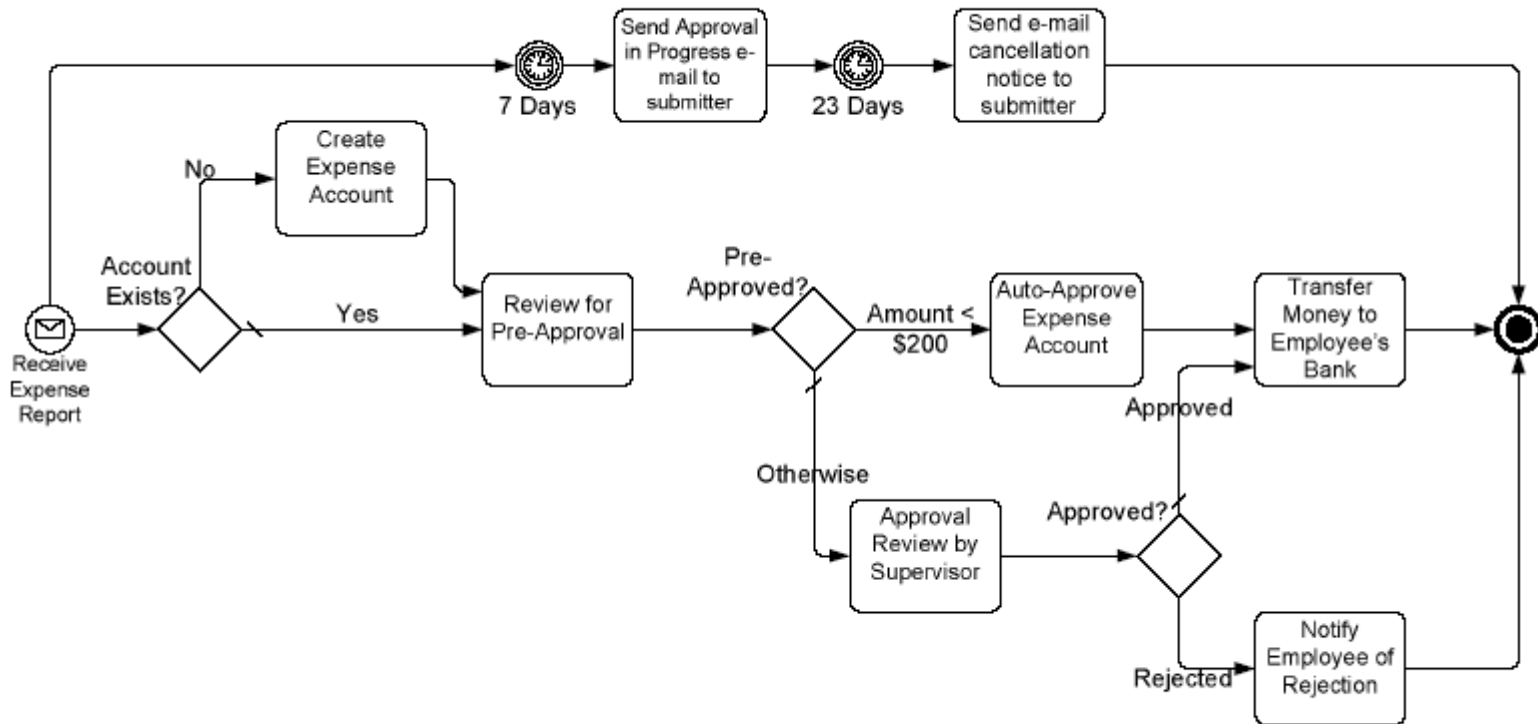 Send Approval
in Progress e-
mail to
submitter
Send e-mail
cancellation
notice to
submitter
7 Days
23 Days
Create
Expense
Account
No
Account
Exists?
Yes
Receive
Expense
Report
Review for
Pre-Approval
Pre-
Approved?
Amount <
$200
Auto-Approve
Expense
Account
Transfer
Money to
Employee's
Bank
Approved
Otherwise
Approval
Review by
Supervisor
Approved?
Rejected
Notify
Employee of
Rejection